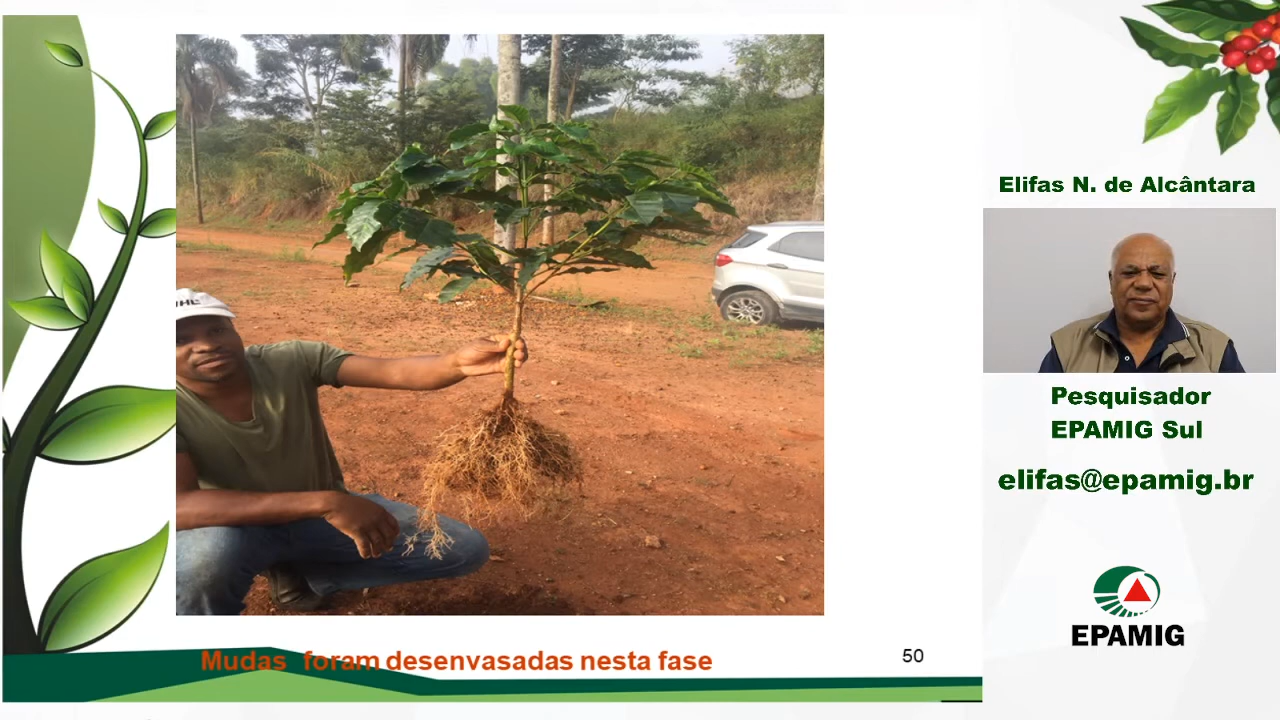 Elifas N. de Alcântara
Pesquisador
EPAMIG Sul
elifas@epamig.br
EPAMIG
Mudas foram desenvasadas nesta fase
50